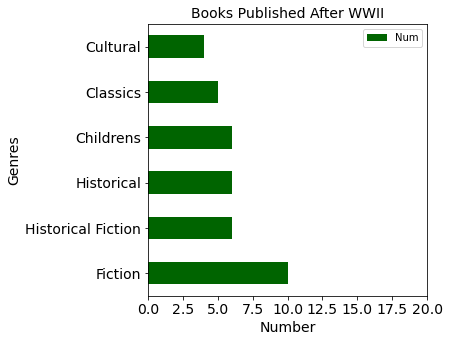 Books Published After WWII
Num
Cultural
Classics
Childrens
Historical
Historical Fiction
Fiction
Genres
0.0 2.5 5.0 7.5 10.0 12.5 15.0 17.5 20.0
Number